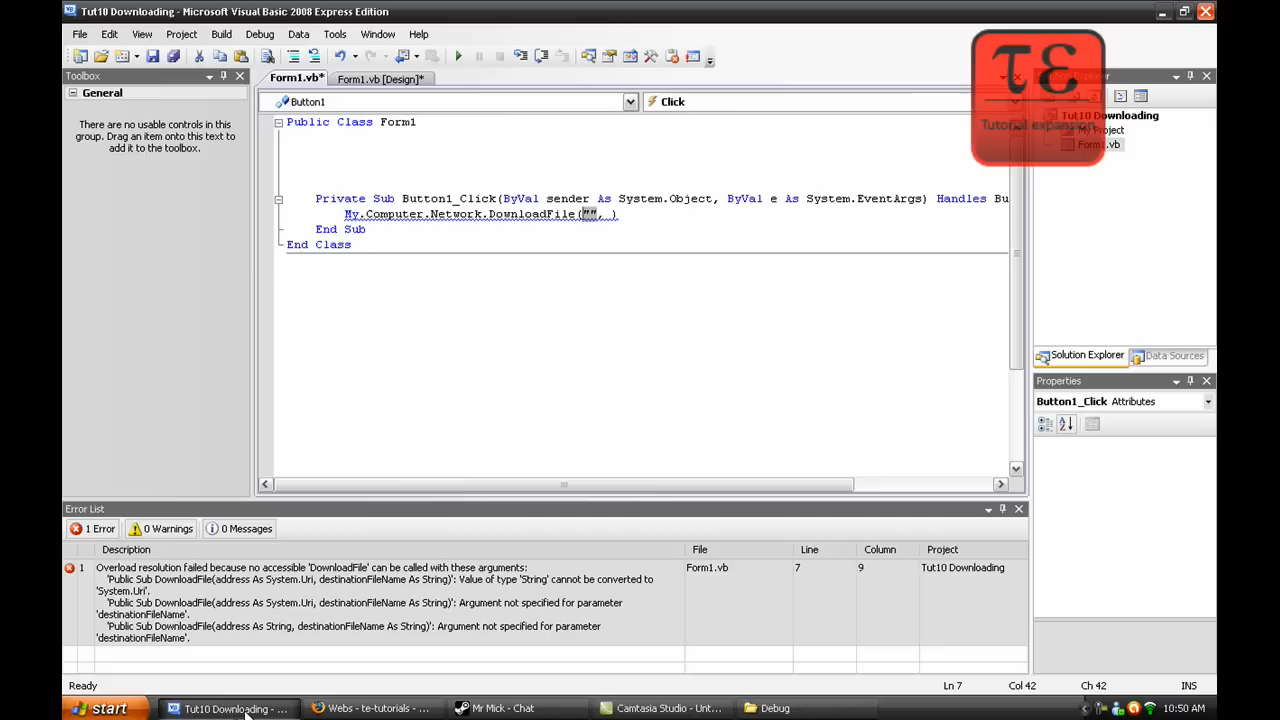 Tut10 Downloading - Microsoft Visual Basic 2008 Express Edition
File Edit View Project Build Debug Data Tools Window Help
Toolbox
General
There are no usable controls in this
group. Drag an item onto this text to
add it to the toolbox.
Form1.vb* Form1.vb [Design]*
Button1 Click
Public Class Form1
Private Sub Button1_Click(ByVal sender As System.Object, ByVal e As System.EventArgs) Handles Bu
My.Computer.Network.DownloadFile("", )
End Sub
End Class
τε
Tutorial expansion
Solution Explorer
Tut10 Downloading
My Project
Form1.vb
Solution Explorer Data Sources
Properties
Button1_Click Attributes
Error List
1 Error 0 Warnings 0 Messages
Description File Line Column Project
1 Overload resolution failed because no accessible 'DownloadFile' can be called with these arguments: Form1.vb 7 9 Tut10 Downloading
'Public Sub DownloadFile(address As System.Uri, destinationFileName As String)': Value of type 'String' cannot be converted to
'System.Uri'.
'Public Sub DownloadFile(address As System.Uri, destinationFileName As String)': Argument not specified for parameter
'destinationFileName'.
'Public Sub DownloadFile(address As String, destinationFileName As String)': Argument not specified for parameter
'destinationFileName'.
Ready Ln 7 Col 42 Ch 42 INS
start Tut10 Downloading - ... Webs - te-tutorials - ... Mr Mick - Chat Camtasia Studio - Unt... Debug 10:50 AM